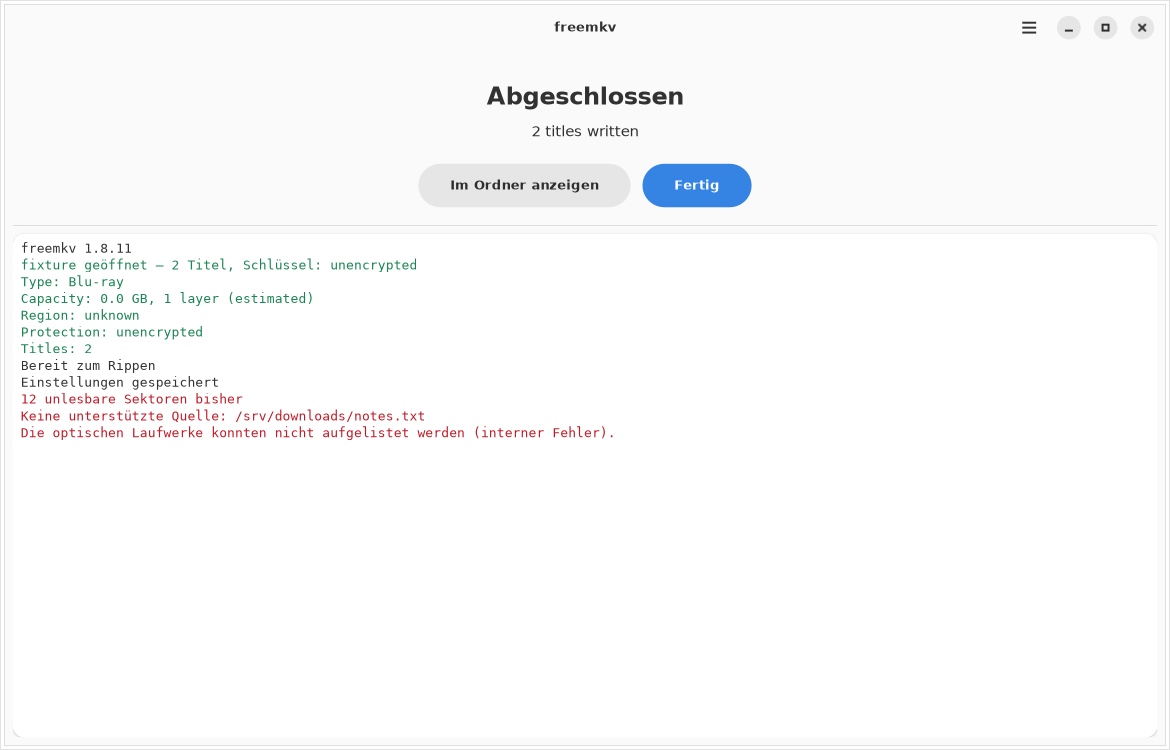 freemkv
Abgeschlossen
2 titles written
Im Ordner anzeigen
Fertig
freemkv 1.8.11
fixture geöffnet — 2 Titel, Schlüssel: unencrypted
Type: Blu-ray
Capacity: 0.0 GB, 1 layer (estimated)
Region: unknown
Protection: unencrypted
Titles: 2
Bereit zum Rippen
Einstellungen gespeichert
12 unlesbare Sektoren bisher
Keine unterstützte Quelle: /srv/downloads/notes.txt
Die optischen Laufwerke konnten nicht aufgelistet werden (interner Fehler).